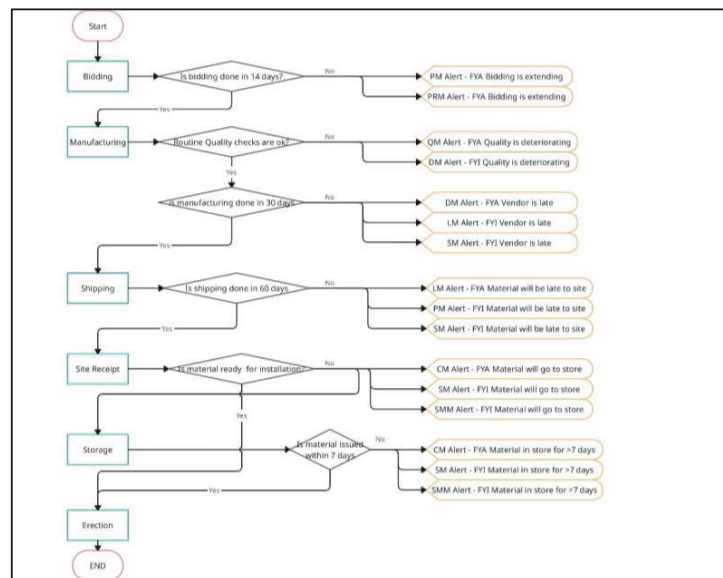 Start
Bidding
Is bidding done in 14 days?
No
PM Alert - FYA Bidding is extending
PRM Alert - FYA Bidding is extending
Yes
Manufacturing
Routine Quality checks are ok?
No
QM Alert - FYA Quality is deteriorating
DM Alert - FYI Quality is deteriorating
Yes
Is manufacturing done in 30 days
No
DM Alert - FYA Vendor is late
LM Alert - FYI Vendor is late
SM Alert - FYI Vendor is late
Yes
Shipping
Is shipping done in 60 days
No
LM Alert - FYA Material will be late to site
PM Alert - FYI Material will be late to site
SM Alert - FYI Material will be late to site
Yes
Site Receipt
Is material ready for installation?
No
CM Alert - FYA Material will go to store
SM Alert - FYI Material will go to store
SMM Alert - FYI Material will go to store
Yes
Storage
Is material issued
within 7 days
No
CM Alert - FYA Material in store for >7 days
SM Alert - FYI Material in store for >7 days
SMM Alert - FYI Material in store for >7 days
Yes
Erection
END